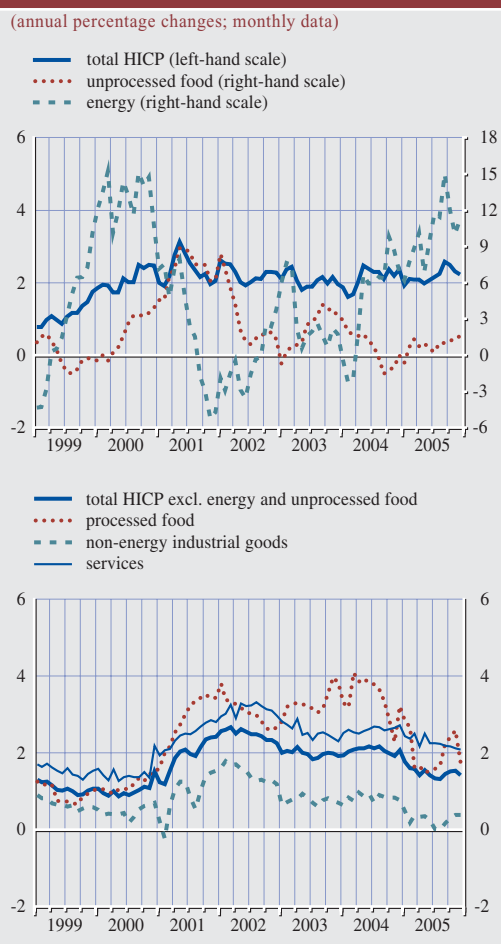 (annual percentage changes; monthly data)
total HICP (left-hand scale)
unprocessed food (right-hand scale)
energy (right-hand scale)
6 18
15
4 12
9
2 6
3
0 0
-3
-2 -6
1999 2000 2001 2002 2003 2004 2005
total HICP excl. energy and unprocessed food
processed food
non-energy industrial goods
services
6 6
4 4
2 2
0 0
-2 -2
1999 2000 2001 2002 2003 2004 2005